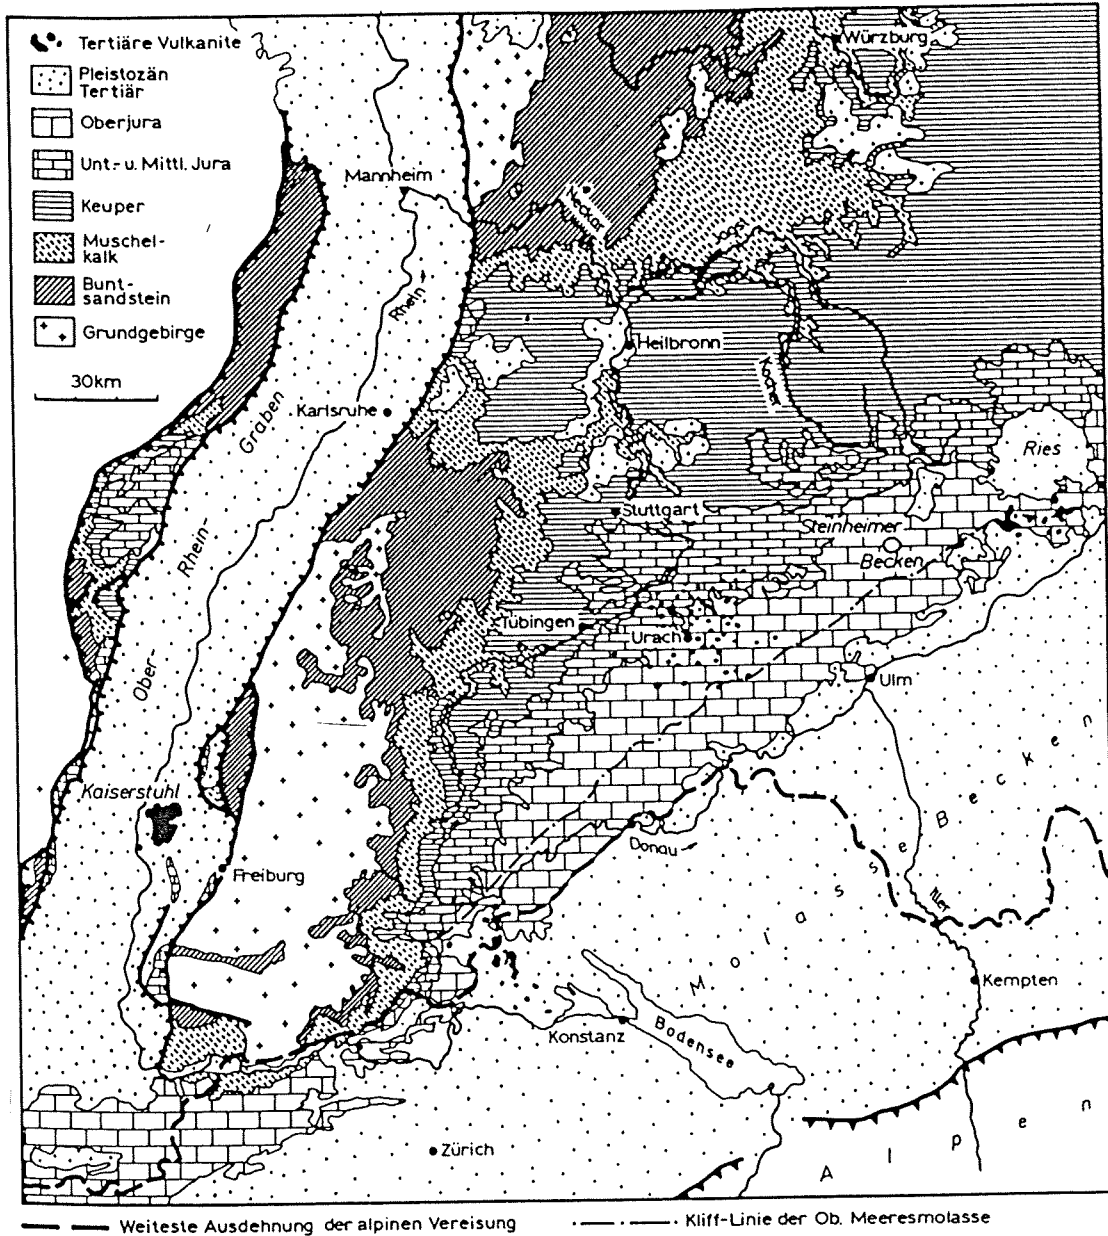 Tertiäre Vulkanite
Pleistozän
Tertiär
Oberjura
Unt.- u. Mittl. Jura
Keuper
Muschel-
kalk
Bunt-
sandstein
Grundgebirge
30km
Würzburg
Mannheim
Neckar
Jagst
Rhein
Heilbronn
Kocher
Karlsruhe
Graben
Ries
Stuttgart
Steinheimer
Becken
Rhein-
Tübingen
Urach
Ober-
Ulm
Kaiserstuhl
Donau
Freiburg
Iller
Molasse Becken
Kempten
Konstanz
Bodensee
Zürich
Alpen
Weiteste Ausdehnung der alpinen Vereisung
Kliff-Linie der Ob. Meeresmolasse